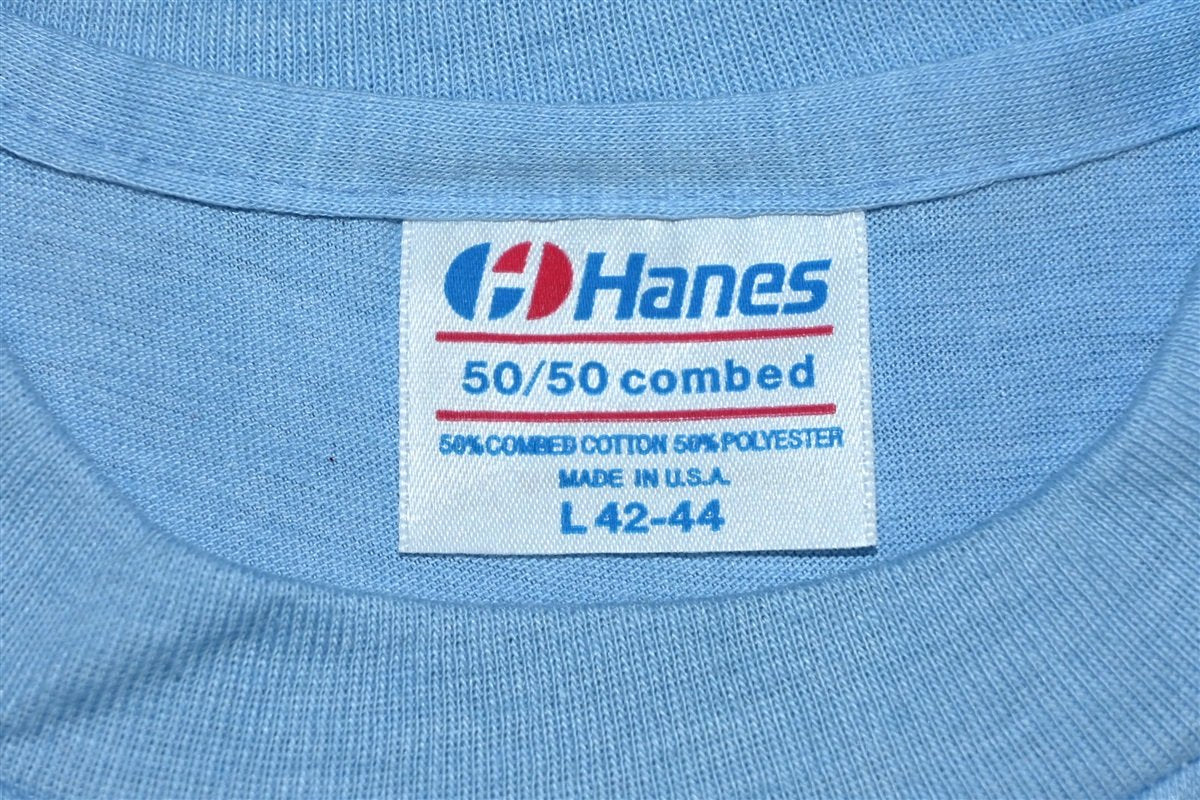 Hanes
50/50 combed
50% COMBED COTTON 50% POLYESTER
MADE IN U.S.A.
L 42-44